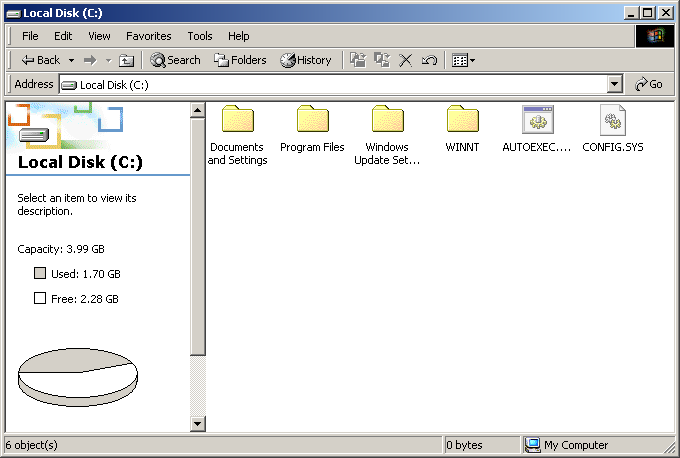 Local Disk (C:)
File Edit View Favorites Tools Help
Back Search Folders History
Address Local Disk (C:) Go
Local Disk (C:)
Select an item to view its
description.
Capacity: 3.99 GB
Used: 1.70 GB
Free: 2.28 GB
Documents
and Settings
Program Files
Windows
Update Set...
WINNT
AUTOEXEC....
CONFIG.SYS
6 object(s) 0 bytes My Computer